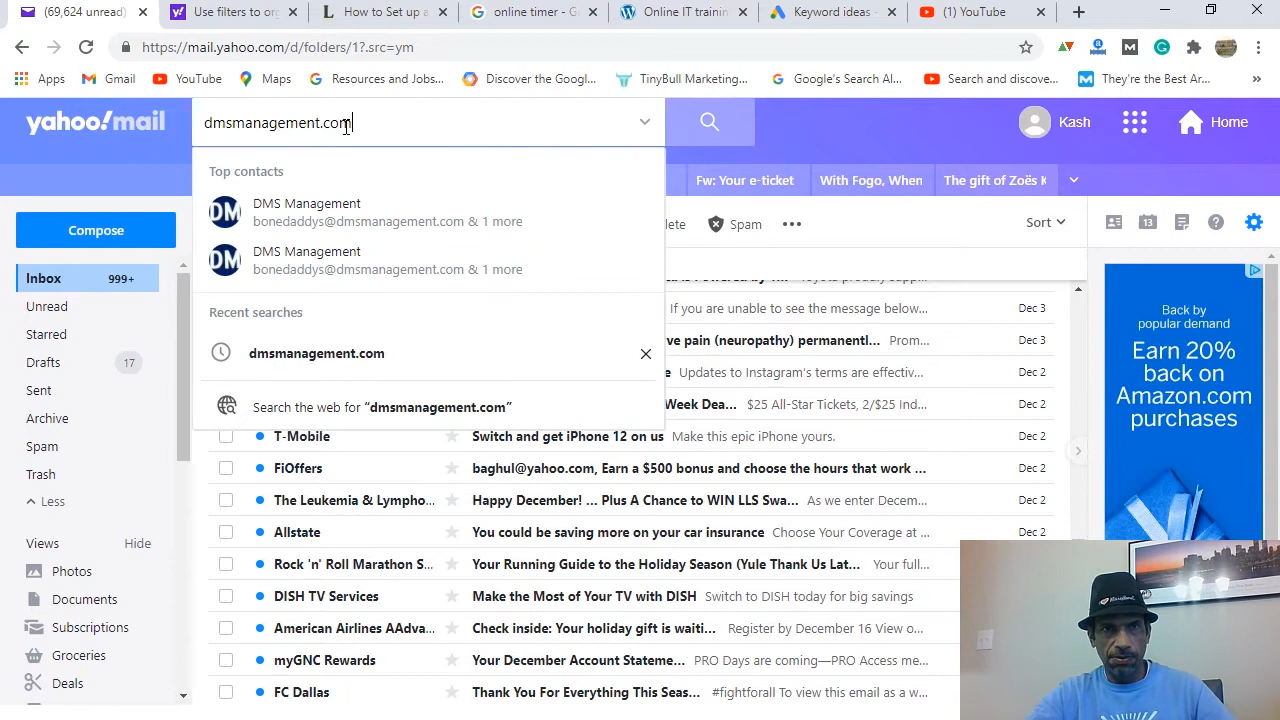 (69,624 unread)
Use filters to or
How to Set up a
online timer - G
Online IT traini
Keyword ideas
(1) YouTube
https://mail.yahoo.com/d/folders/1?.src=ym
Apps
Gmail
YouTube
Maps
Resources and Jobs...
Discover the Googl...
TinyBull Marketing...
Google's Search Al...
Search and discove...
They're the Best Ar...
yahoo!mail
dmsmanagement.com
Kash
Home
Fw: Your e-ticket
With Fogo, When
The gift of Zoës K
Top contacts
DMS Management
bonedaddys@dmsmanagement.com & 1 more
DMS Management
bonedaddys@dmsmanagement.com & 1 more
Recent searches
dmsmanagement.com
Search the web for “dmsmanagement.com”
Compose
Inbox 999+
Unread
Starred
Drafts 17
Sent
Archive
Spam
Trash
Less
Views Hide
Photos
Documents
Subscriptions
Groceries
Deals
lete
Spam
Sort
If you are unable to see the message below... Dec 3
ve pain (neuropathy) permanentl... Prom... Dec 3
e Updates to Instagram's terms are effectiv... Dec 2
Week Dea... $25 All-Star Tickets, 2/$25 Ind... Dec 2
T-Mobile Switch and get iPhone 12 on us Make this epic iPhone yours. Dec 2
FiOffers baghul@yahoo.com, Earn a $500 bonus and choose the hours that work ... Dec 2
The Leukemia & Lympho... Happy December! ... Plus A Chance to WIN LLS Swa... As we enter Decem... Dec 2
Allstate You could be saving more on your car insurance Choose Your Coverage at ... Dec 2
Rock 'n' Roll Marathon S... Your Running Guide to the Holiday Season (Yule Thank Us Lat... Your full...
DISH TV Services Make the Most of Your TV with DISH Switch to DISH today for big savings
American Airlines AAdva... Check inside: Your holiday gift is waiti... Register by December 16 View o...
myGNC Rewards Your December Account Stateme... PRO Days are coming—PRO Access me...
FC Dallas Thank You For Everything This Seas... #fightforall To view this email as a w...
Back by
popular demand
Earn 20%
back on
Amazon.com
purchases